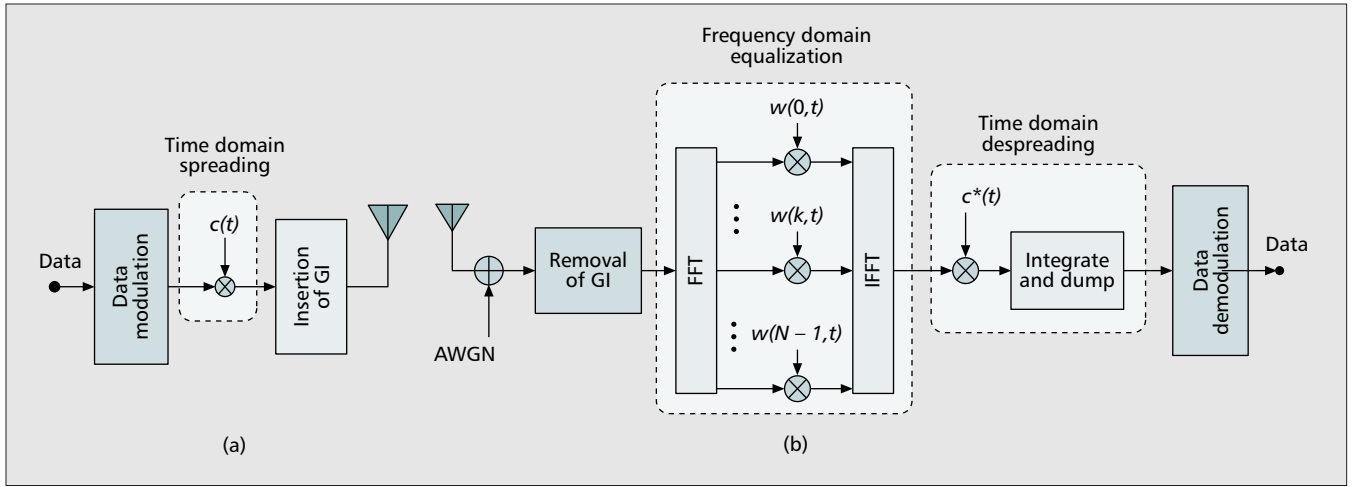 Data
Data
modulation
Time domain
spreading
c(t)
Insertion
of GI
(a)
AWGN
Removal
of GI
Frequency domain
equalization
FFT
w(0,t)
w(k,t)
w(N – 1,t)
IFFT
Time domain
despreading
c*(t)
Integrate
and dump
Data
demodulation
Data
(b)